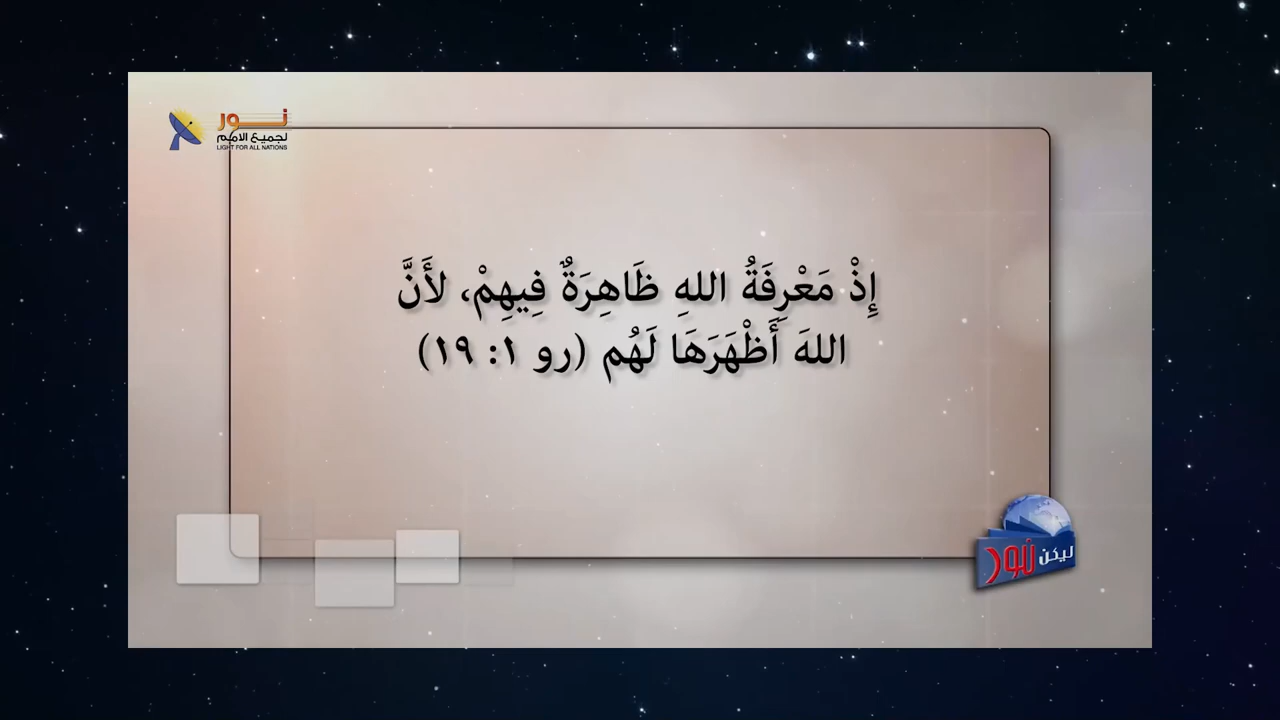 نور
لجميع الامم
LIGHT FOR ALL NATIONS
إِذْ مَعْرِفَةُ اللهِ ظَاهِرَةٌ فِيهِمْ، لأَنَّ
اللهَ أَظْهَرَهَا لَهُم (رو ١: ١٩)
ليكن نور